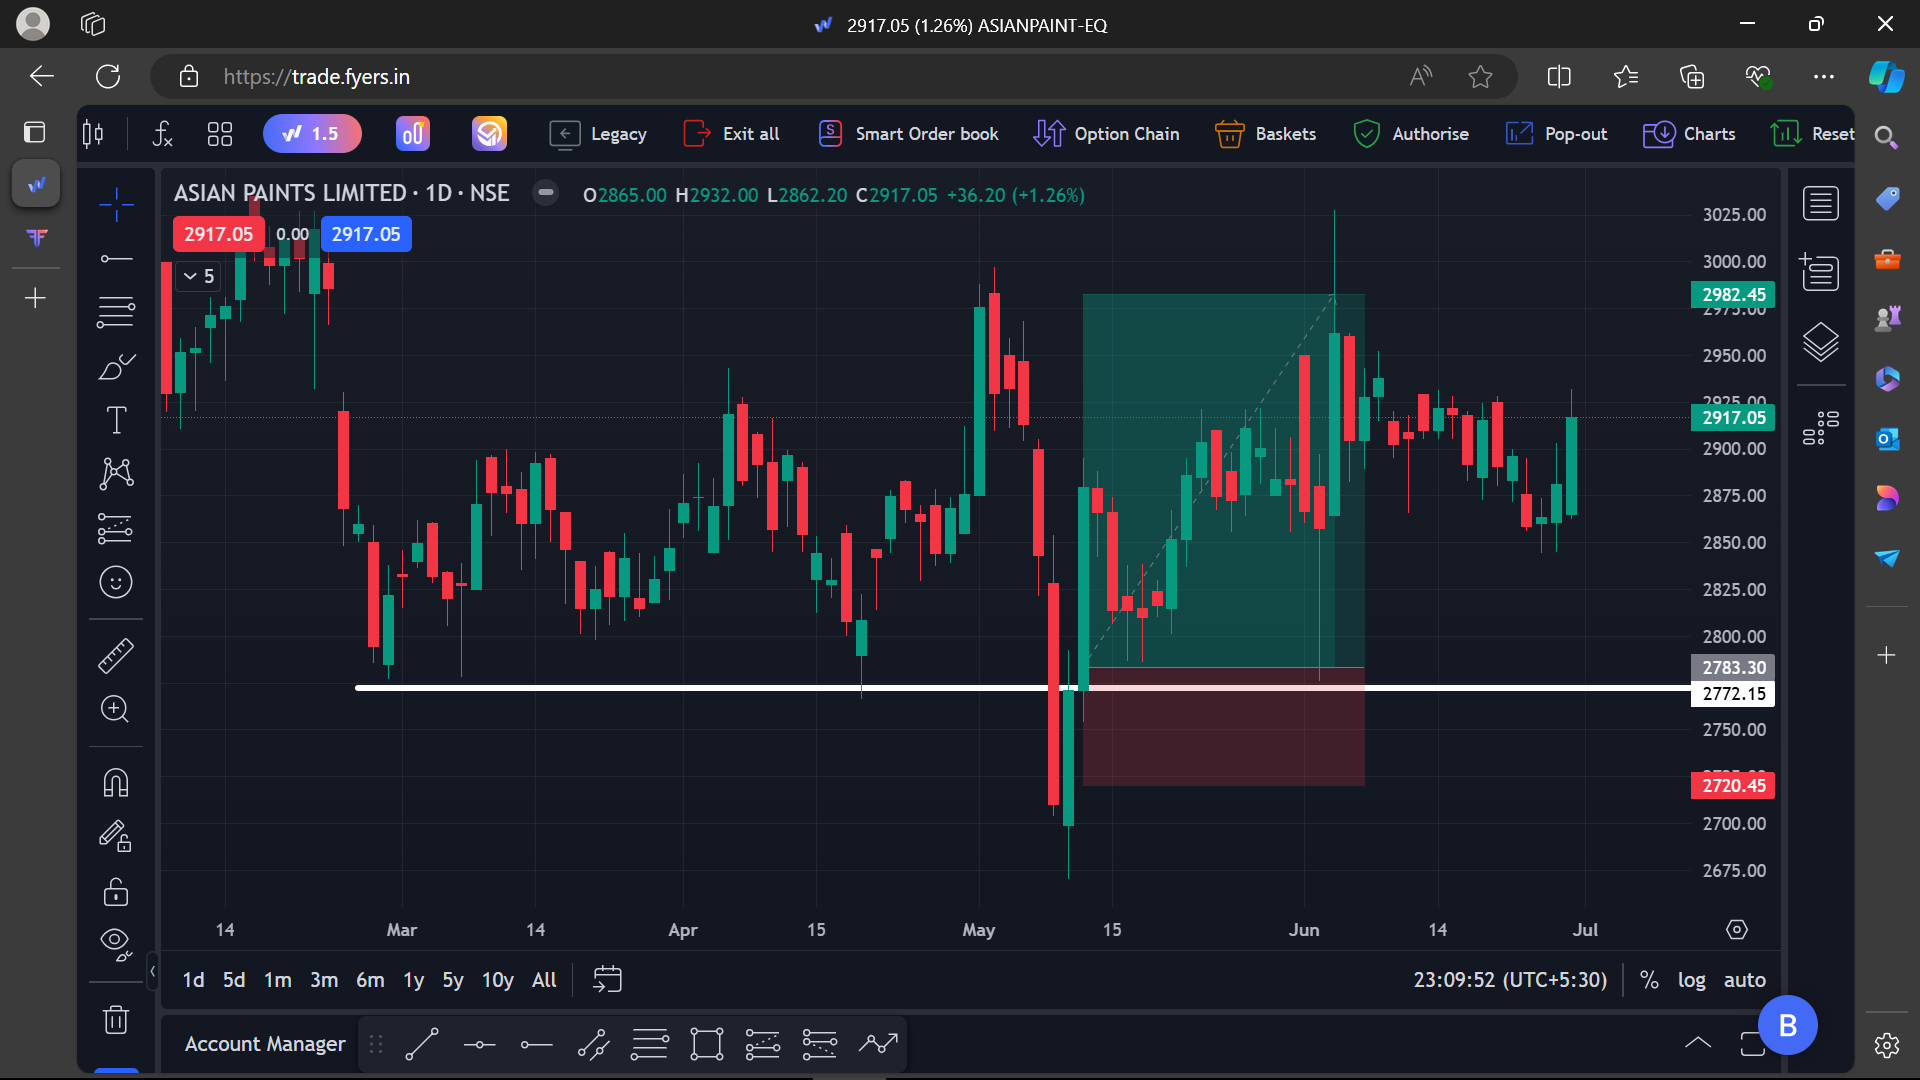 2917.05 (1.26%) ASIANPAINT-EQ
https://trade.fyers.in
1.5
Legacy
Exit all
Smart Order book
Option Chain
Baskets
Authorise
Pop-out
Charts
Reset
ASIAN PAINTS LIMITED · 1D · NSE
O2865.00 H2932.00 L2862.20 C2917.05 +36.20 (+1.26%)
2917.05 0.00 2917.05
5
3025.00
3000.00
2982.45
2975.00
2950.00
2925.00
2917.05
2900.00
2875.00
2850.00
2825.00
2800.00
2783.30
2772.15
2750.00
2720.45
2700.00
2675.00
14 Mar 14 Apr 15 May 15 Jun 14 Jul
1d 5d 1m 3m 6m 1y 5y 10y All
23:09:52 (UTC+5:30) % log auto
Account Manager
B